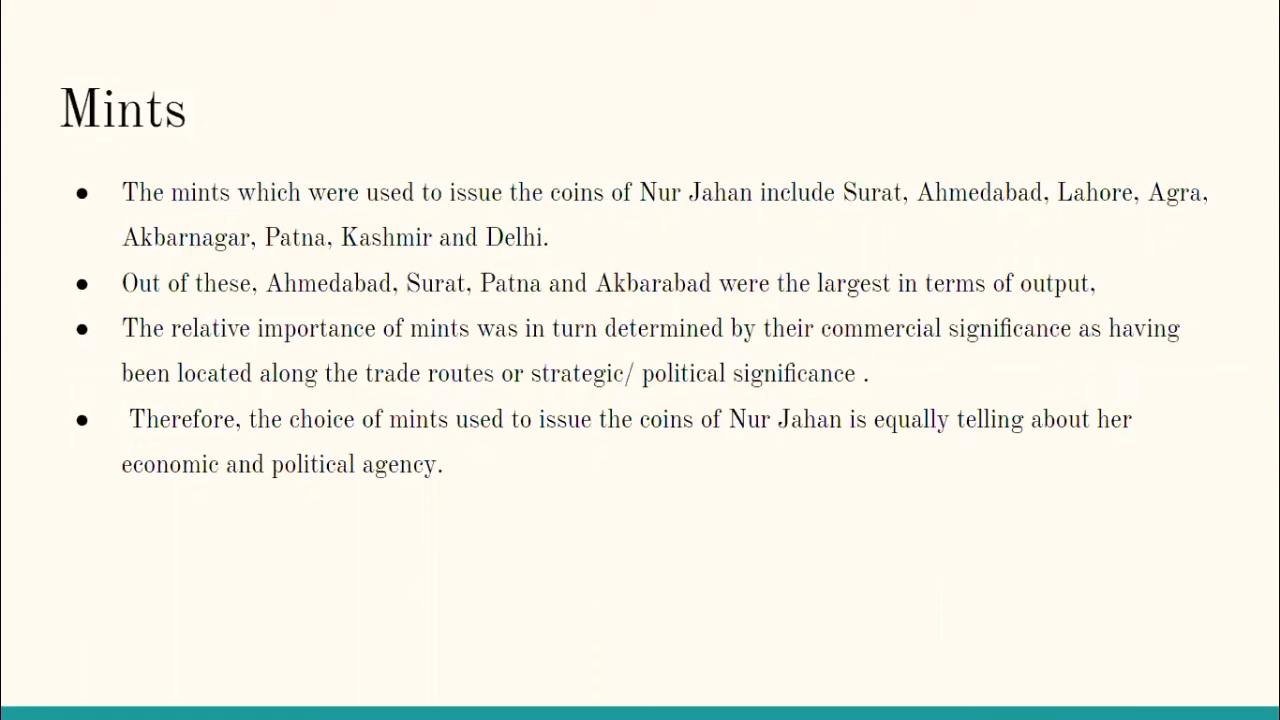 Mints
● The mints which were used to issue the coins of Nur Jahan include Surat, Ahmedabad, Lahore, Agra,
Akbarnagar, Patna, Kashmir and Delhi.
● Out of these, Ahmedabad, Surat, Patna and Akbarabad were the largest in terms of output,
● The relative importance of mints was in turn determined by their commercial significance as having
been located along the trade routes or strategic/ political significance .
● Therefore, the choice of mints used to issue the coins of Nur Jahan is equally telling about her
economic and political agency.